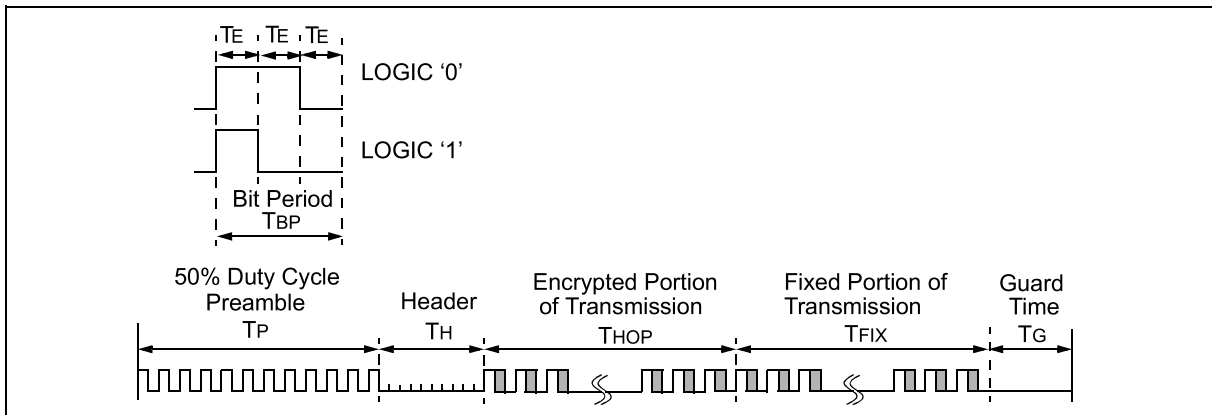 TE TE TE
LOGIC ‘0’
LOGIC ‘1’
Bit Period
TBP
50% Duty Cycle
Preamble
TP
Header
TH
Encrypted Portion
of Transmission
THOP
Fixed Portion of
Transmission
TFIX
Guard
Time
TG